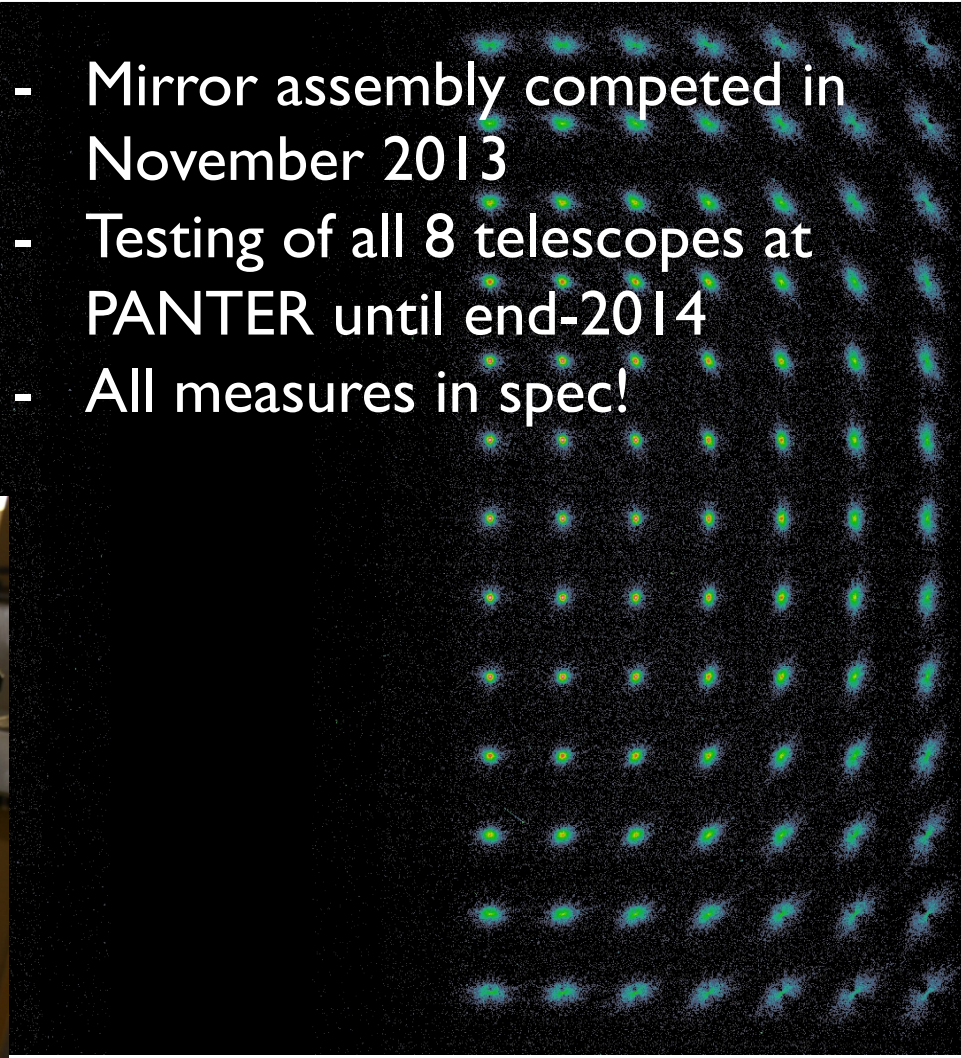 - Mirror assembly competed in
November 2013
- Testing of all 8 telescopes at
PANTER until end-2014
- All measures in spec!